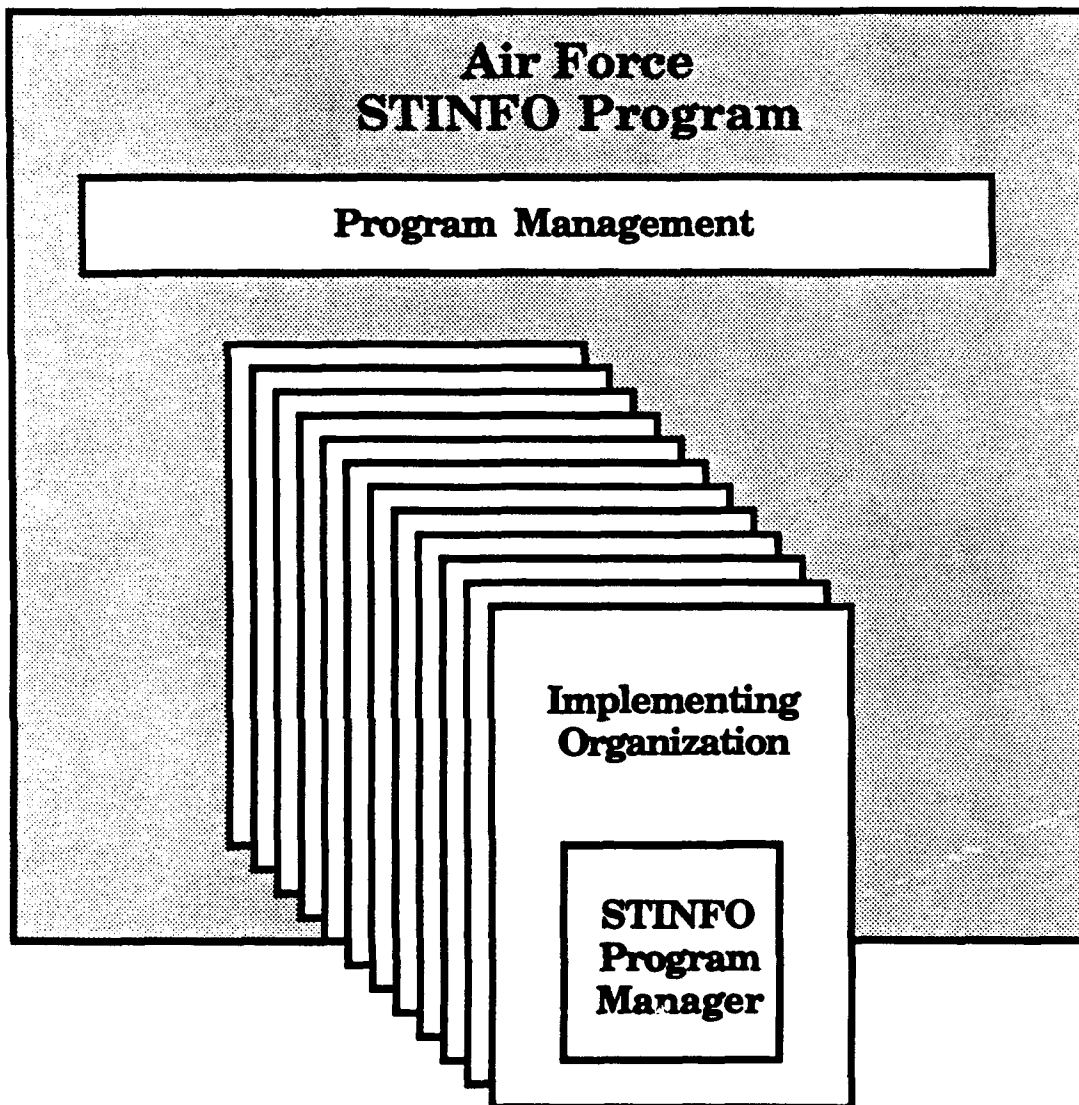 Air Force
STINFO Program
Program Management
Implementing
Organization
STINFO
Program
Manager